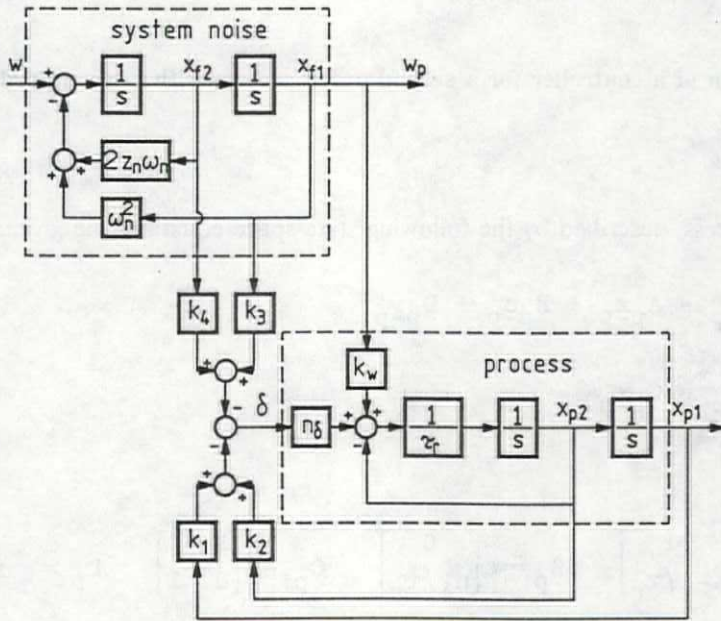 system noise
w + 1/s x_f2 1/s x_f1 w_p
-
+ + 2z_nω_n
ω_n^2
k_4 k_3
+ +
k_w process
- δ n_δ + + 1/τ_r 1/s x_p2 1/s x_p1
- -
+ +
k_1 k_2